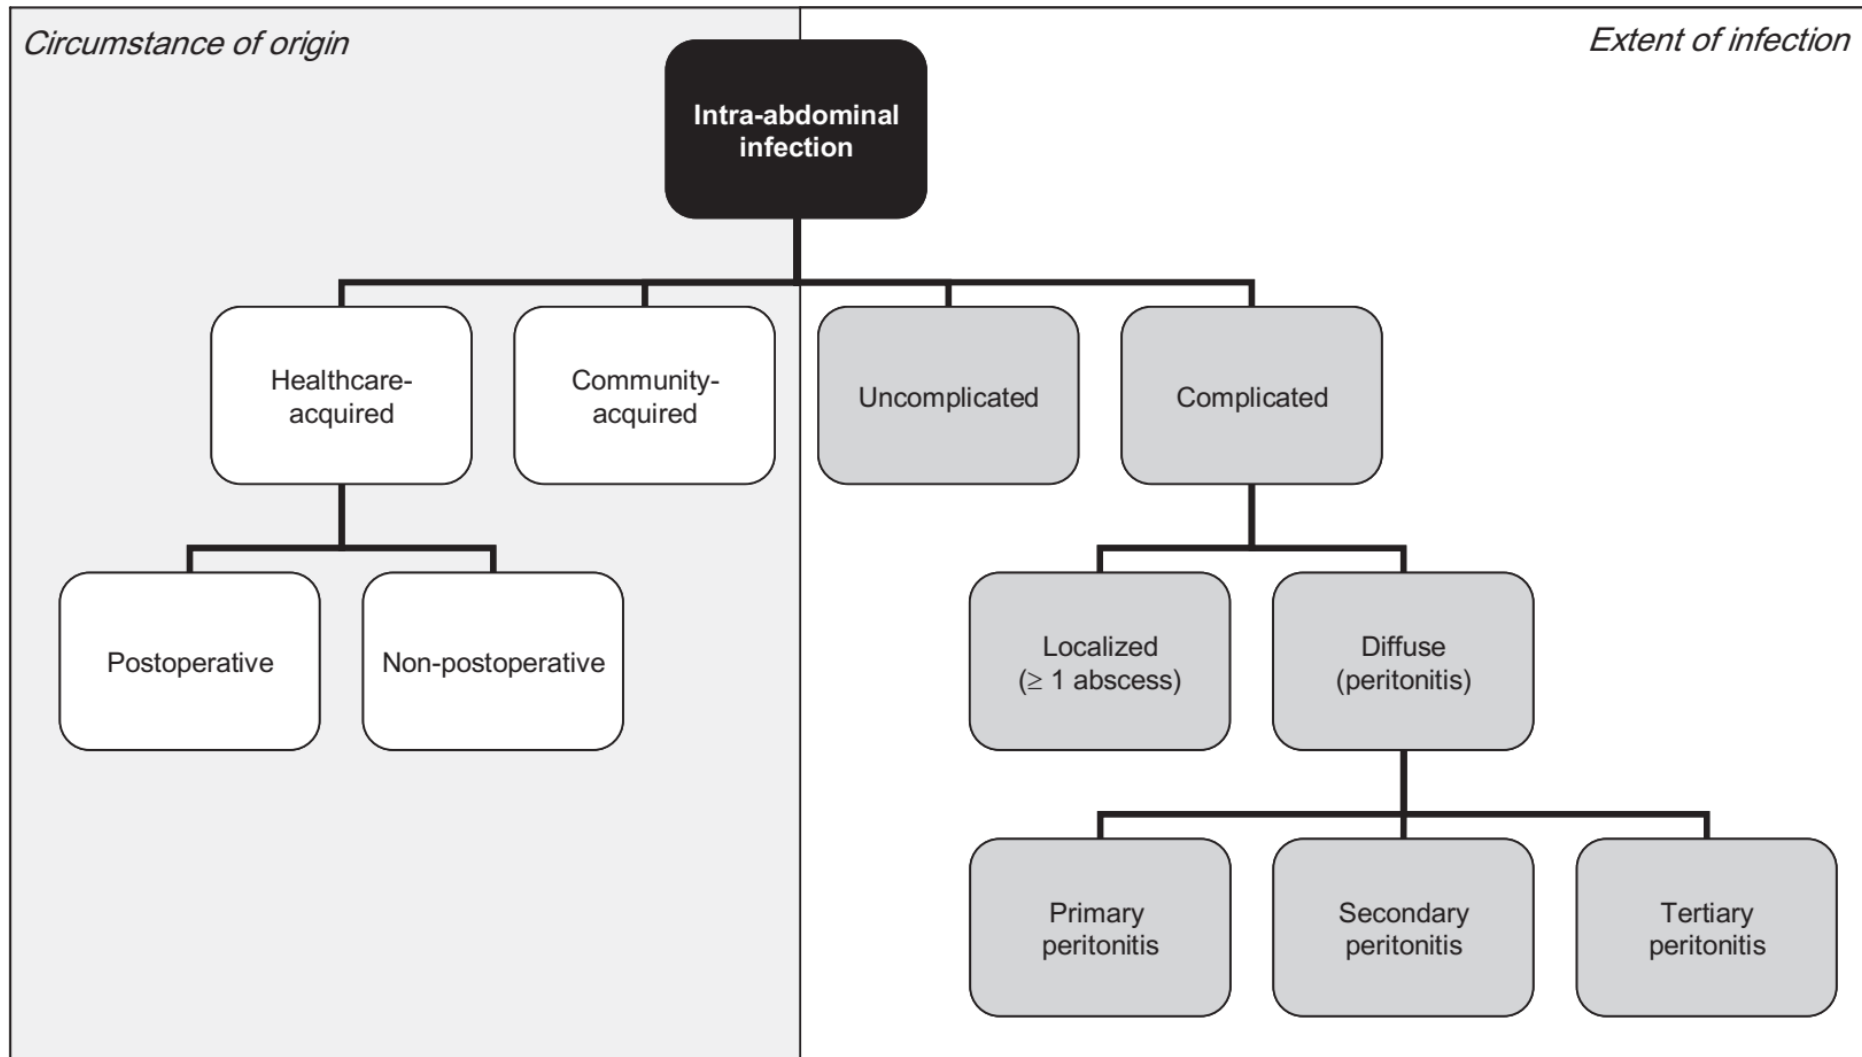 Circumstance of origin
Extent of infection
Intra-abdominal
infection
Healthcare-
acquired
Community-
acquired
Uncomplicated
Complicated
Postoperative
Non-postoperative
Localized
(≥ 1 abscess)
Diffuse
(peritonitis)
Primary
peritonitis
Secondary
peritonitis
Tertiary
peritonitis